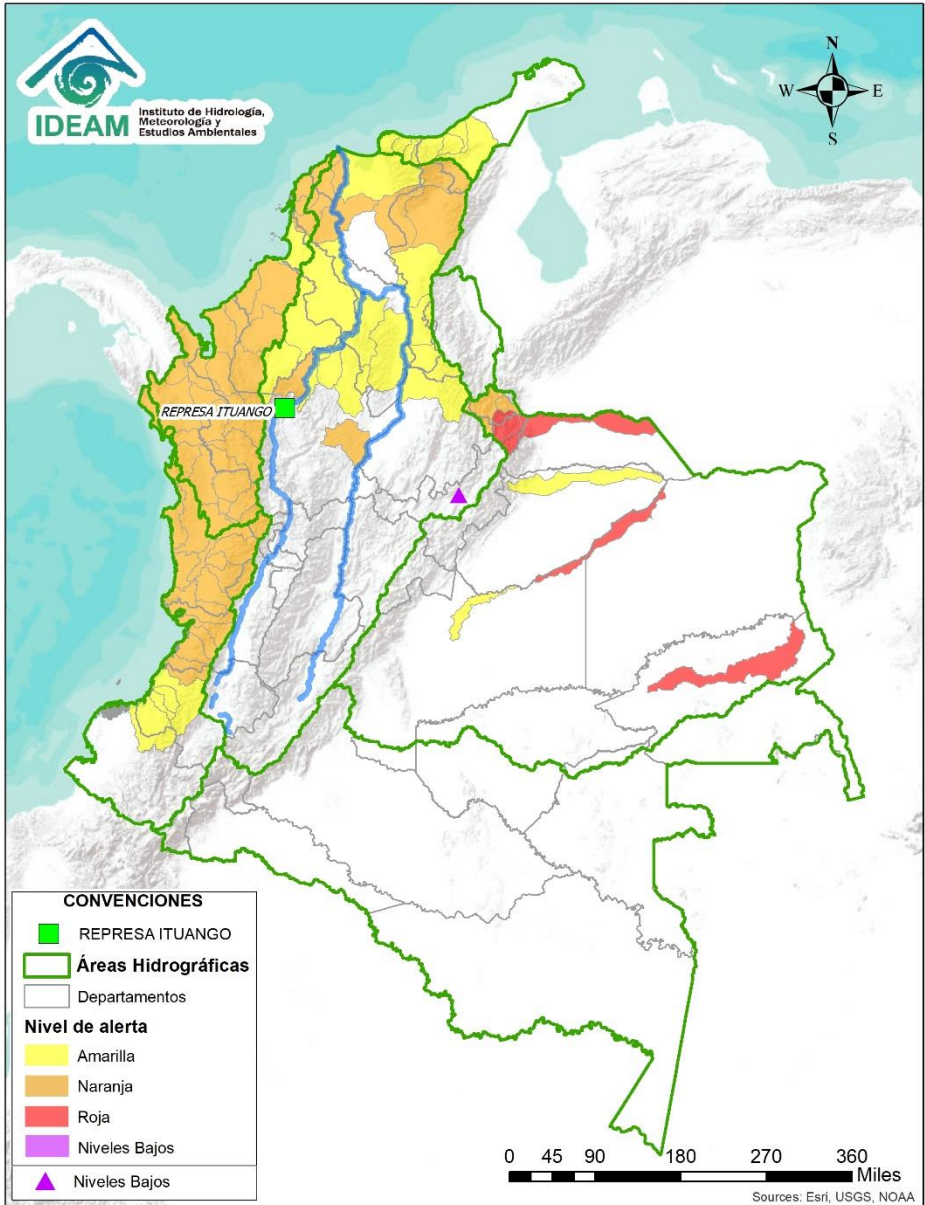 IDEAM
Instituto de Hidrología,
Meteorología y
Estudios Ambientales
N
W
E
S
REPRESA ITUANGO
CONVENCIONES
REPRESA ITUANGO
Áreas Hidrográficas
Departamentos
Nivel de alerta
Amarilla
Naranja
Roja
Niveles Bajos
Niveles Bajos
0 45 90 180 270 360
Miles
Sources: Esri, USGS, NOAA